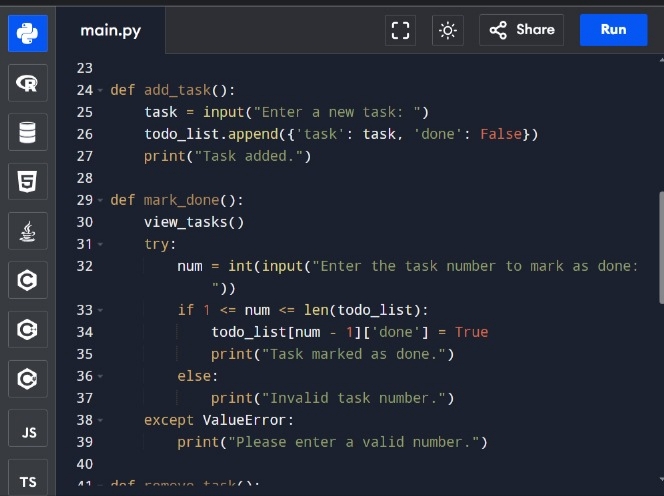 main.py
Share
Run
23
24 def add_task():
25     task = input("Enter a new task: ")
26     todo_list.append({'task': task, 'done': False})
27     print("Task added.")
28
29 def mark_done():
30     view_tasks()
31     try:
32         num = int(input("Enter the task number to mark as done:
"))
33         if 1 <= num <= len(todo_list):
34             todo_list[num - 1]['done'] = True
35             print("Task marked as done.")
36         else:
37             print("Invalid task number.")
38     except ValueError:
39         print("Please enter a valid number.")
40
41 def remove_task():
R
5
C
C
C
JS
TS